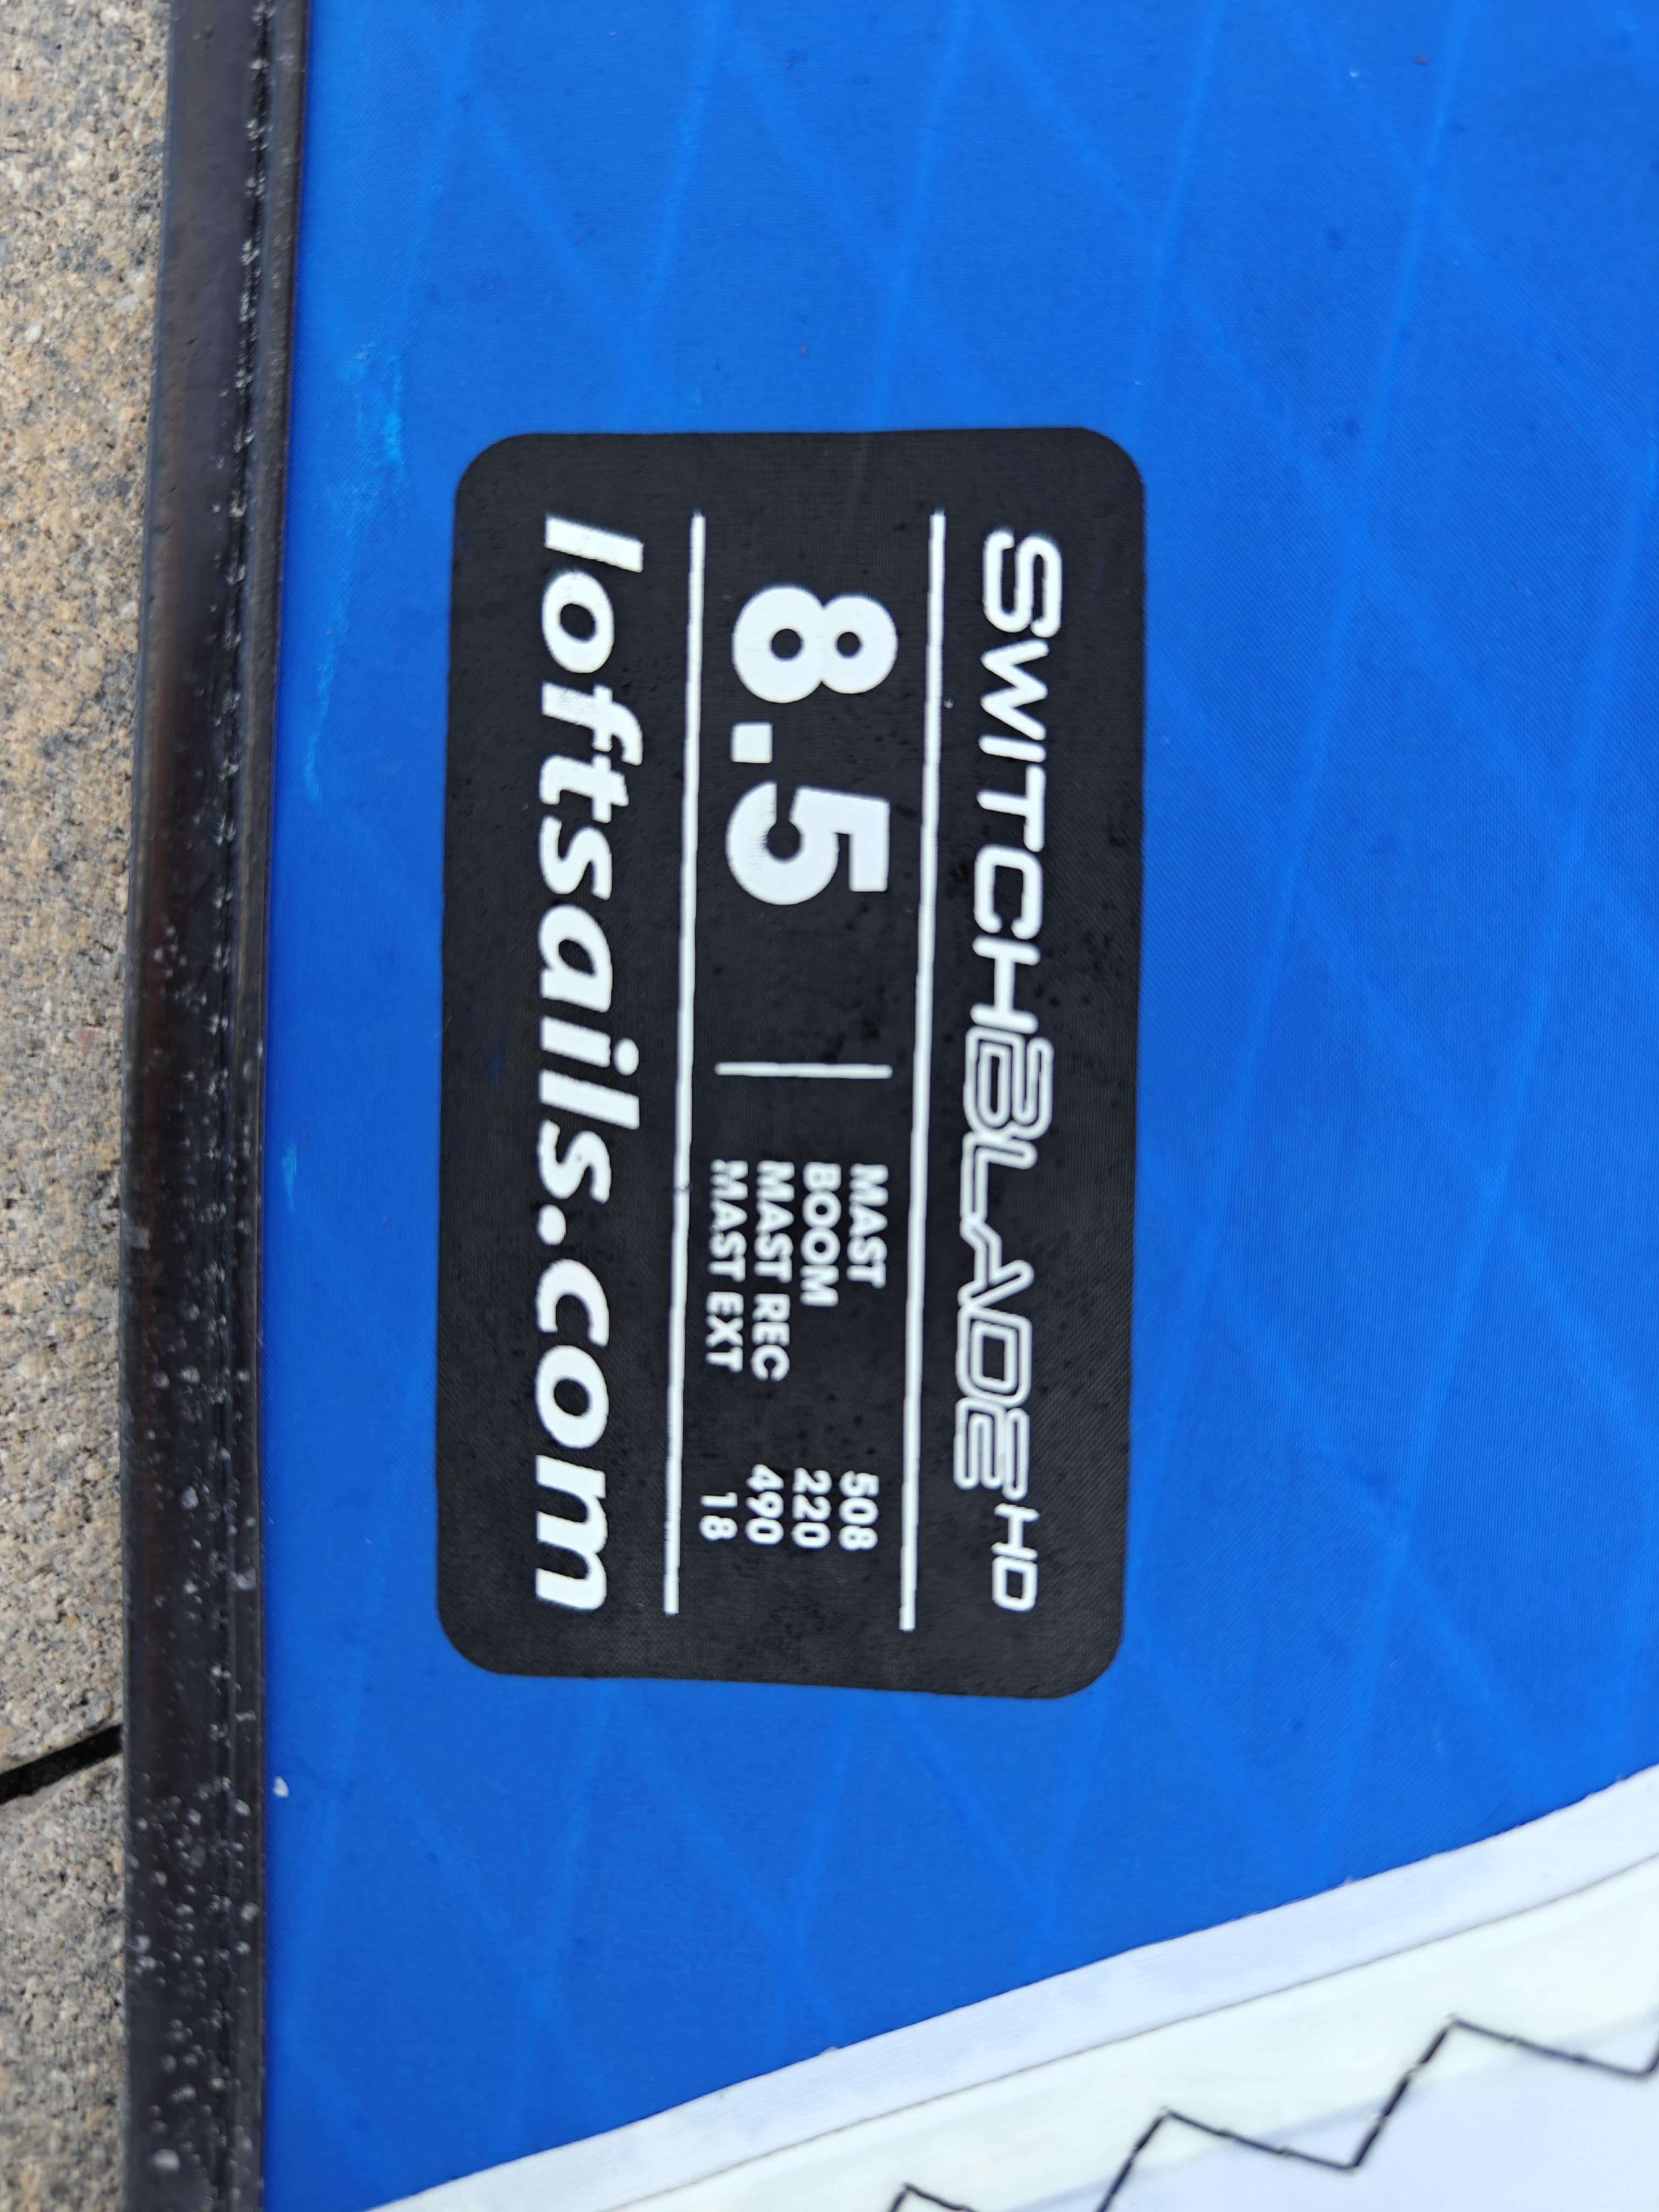 SWITCHBLADE HD
8.5
MAST 508
BOOM 220
MAST REC 490
MAST EXT 18
loftsails.com